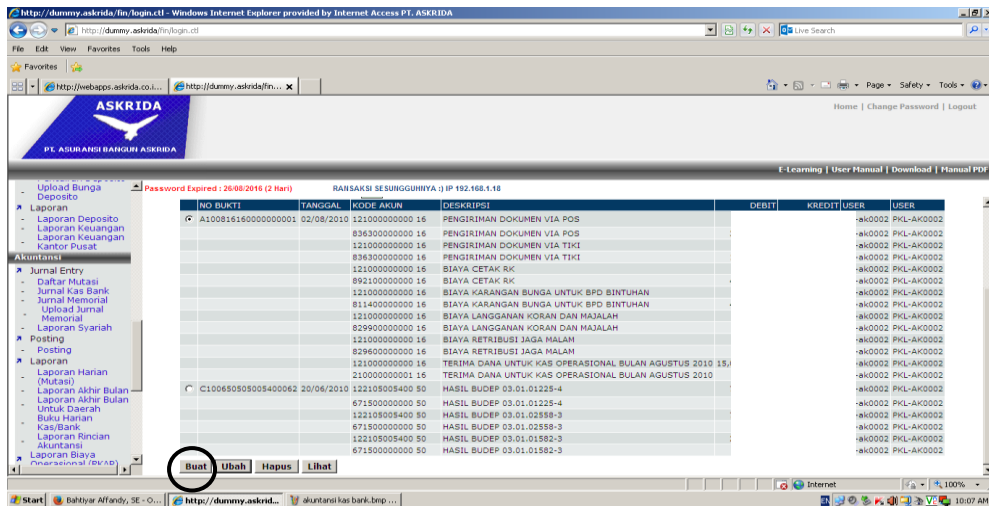 http://dummy.askrida/fin/login.ctl - Windows Internet Explorer provided by Internet Access PT. ASKRIDA
http://dummy.askrida/fin/login.ctl
Live Search
File Edit View Favorites Tools Help
Favorites
http://webapps.askrida.co.i...
http://dummy.askrida/fin...
Page Safety Tools
ASKRIDA
PT. ASURANSI BANGUN ASKRIDA
Home | Change Password | Logout
E-Learning | User Manual | Download | Manual PDF
Upload Bunga
Deposito
Laporan
- Laporan Deposito
- Laporan Keuangan
- Laporan Keuangan
Kantor Pusat
Akuntansi
Jurnal Entry
- Daftar Mutasi
- Jurnal Kas Bank
- Jurnal Memorial
- Upload Jurnal
Memorial
- Laporan Syariah
Posting
- Posting
Laporan
- Laporan Harian
(Mutasi)
- Laporan Akhir Bulan
- Laporan Akhir Bulan
Untuk Daerah
- Buku Harian
Kas/Bank
- Laporan Rincian
Akuntansi
Laporan Biaya
Operasional (RKAP)
Password Expired : 26/08/2016 (2 Hari) RANSAKSI SESUNGGUHNYA :) IP 192.168.1.18
NO BUKTI TANGGAL KODE AKUN DESKRIPSI DEBIT KREDIT USER USER
A100816160000000001 02/08/2010 121000000000 16 PENGIRIMAN DOKUMEN VIA POS -ak0002 PKL-AK0002
836300000000 16 PENGIRIMAN DOKUMEN VIA POS -ak0002 PKL-AK0002
121000000000 16 PENGIRIMAN DOKUMEN VIA TIKI -ak0002 PKL-AK0002
836300000000 16 PENGIRIMAN DOKUMEN VIA TIKI -ak0002 PKL-AK0002
121000000000 16 BIAYA CETAK RK -ak0002 PKL-AK0002
892100000000 16 BIAYA CETAK RK -ak0002 PKL-AK0002
121000000000 16 BIAYA KARANGAN BUNGA UNTUK BPD BINTUHAN -ak0002 PKL-AK0002
811400000000 16 BIAYA KARANGAN BUNGA UNTUK BPD BINTUHAN -ak0002 PKL-AK0002
121000000000 16 BIAYA LANGGANAN KORAN DAN MAJALAH -ak0002 PKL-AK0002
829900000000 16 BIAYA LANGGANAN KORAN DAN MAJALAH -ak0002 PKL-AK0002
121000000000 16 BIAYA RETRIBUSI JAGA MALAM -ak0002 PKL-AK0002
829600000000 16 BIAYA RETRIBUSI JAGA MALAM -ak0002 PKL-AK0002
121000000000 16 TERIMA DANA UNTUK KAS OPERASIONAL BULAN AGUSTUS 2010 15, -ak0002 PKL-AK0002
210000000001 16 TERIMA DANA UNTUK KAS OPERASIONAL BULAN AGUSTUS 2010 -ak0002 PKL-AK0002
C100650505005400062 20/06/2010 122105005400 50 HASIL BUDEP 03.01.01225-4 -ak0002 PKL-AK0002
671500000000 50 HASIL BUDEP 03.01.01225-4 -ak0002 PKL-AK0002
122105005400 50 HASIL BUDEP 03.01.02558-3 -ak0002 PKL-AK0002
671500000000 50 HASIL BUDEP 03.01.02558-3 -ak0002 PKL-AK0002
122105005400 50 HASIL BUDEP 03.01.01582-3 -ak0002 PKL-AK0002
671500000000 50 HASIL BUDEP 03.01.01582-3 -ak0002 PKL-AK0002
Buat Ubah Hapus Lihat
Internet 100%
Start Bahtiyar Affandy, SE - O... http://dummy.askrid... akuntansi kas bank.bmp ... 10:07 AM